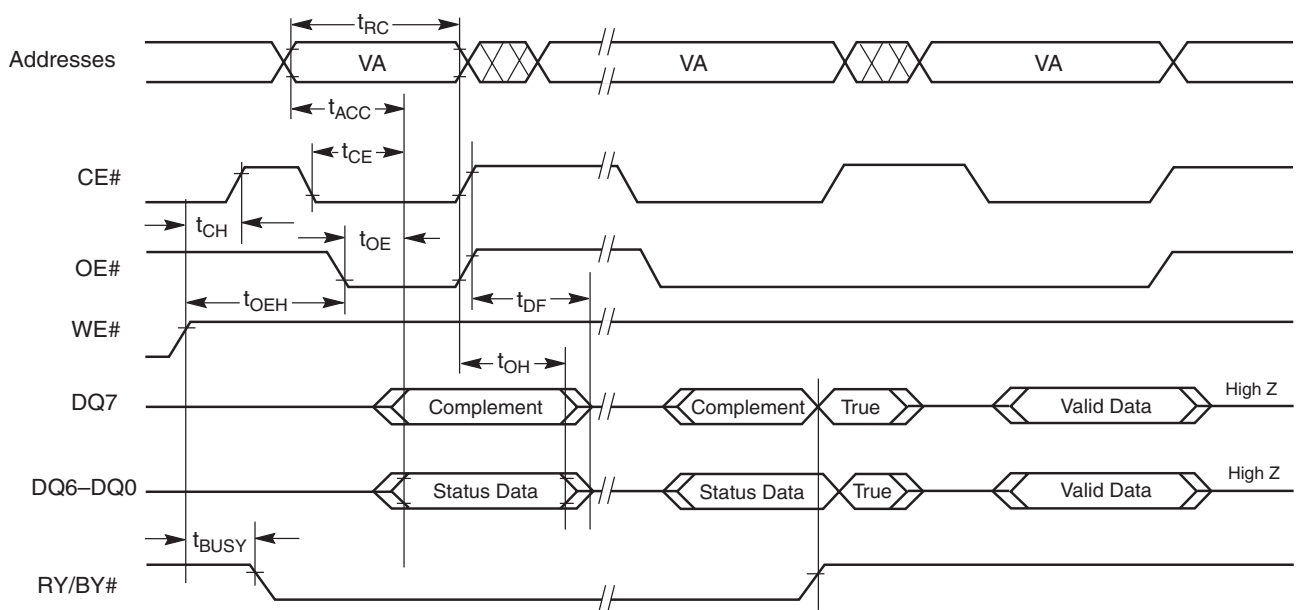 tRC
Addresses VA VA VA
tACC
tCE
CE#
tCH tOE
OE#
tOEH tDF
WE#
tOH
DQ7 Complement Complement True Valid Data High Z
DQ6–DQ0 Status Data Status Data True Valid Data High Z
tBUSY
RY/BY#